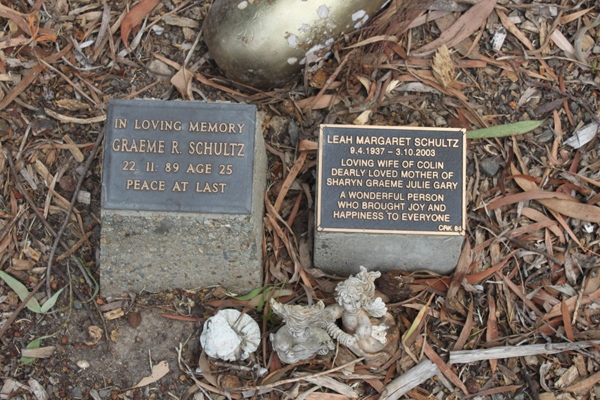 IN LOVING MEMORY
GRAEME R. SCHULTZ
22 11 89 AGE 25
PEACE AT LAST
LEAH MARGARET SCHULTZ
9.4.1937 – 3.10.2003
LOVING WIFE OF COLIN
DEARLY LOVED MOTHER OF
SHARYN GRAEME JULIE GARY
A WONDERFUL PERSON
WHO BROUGHT JOY AND
HAPPINESS TO EVERYONE
CRK 84